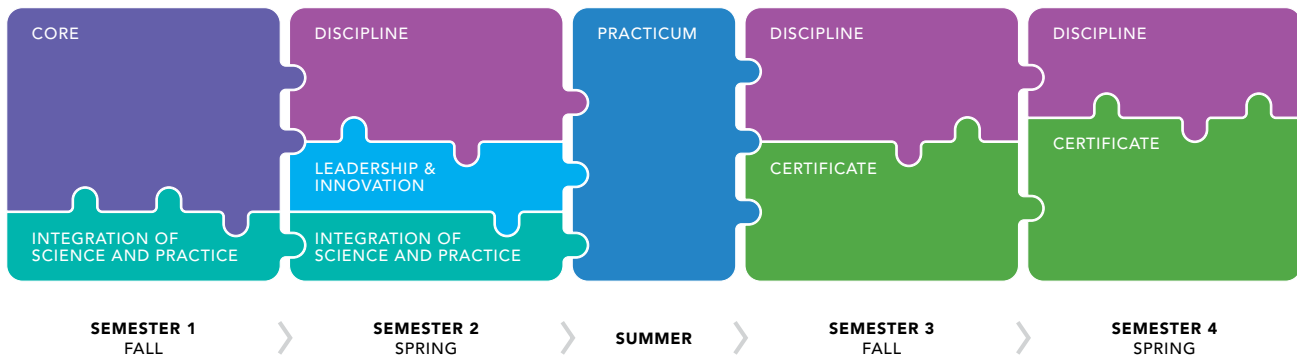 CORE
INTEGRATION OF
SCIENCE AND PRACTICE
DISCIPLINE
LEADERSHIP &
INNOVATION
INTEGRATION OF
SCIENCE AND PRACTICE
PRACTICUM
DISCIPLINE
CERTIFICATE
DISCIPLINE
CERTIFICATE
SEMESTER 1
FALL
SEMESTER 2
SPRING
SUMMER
SEMESTER 3
FALL
SEMESTER 4
SPRING